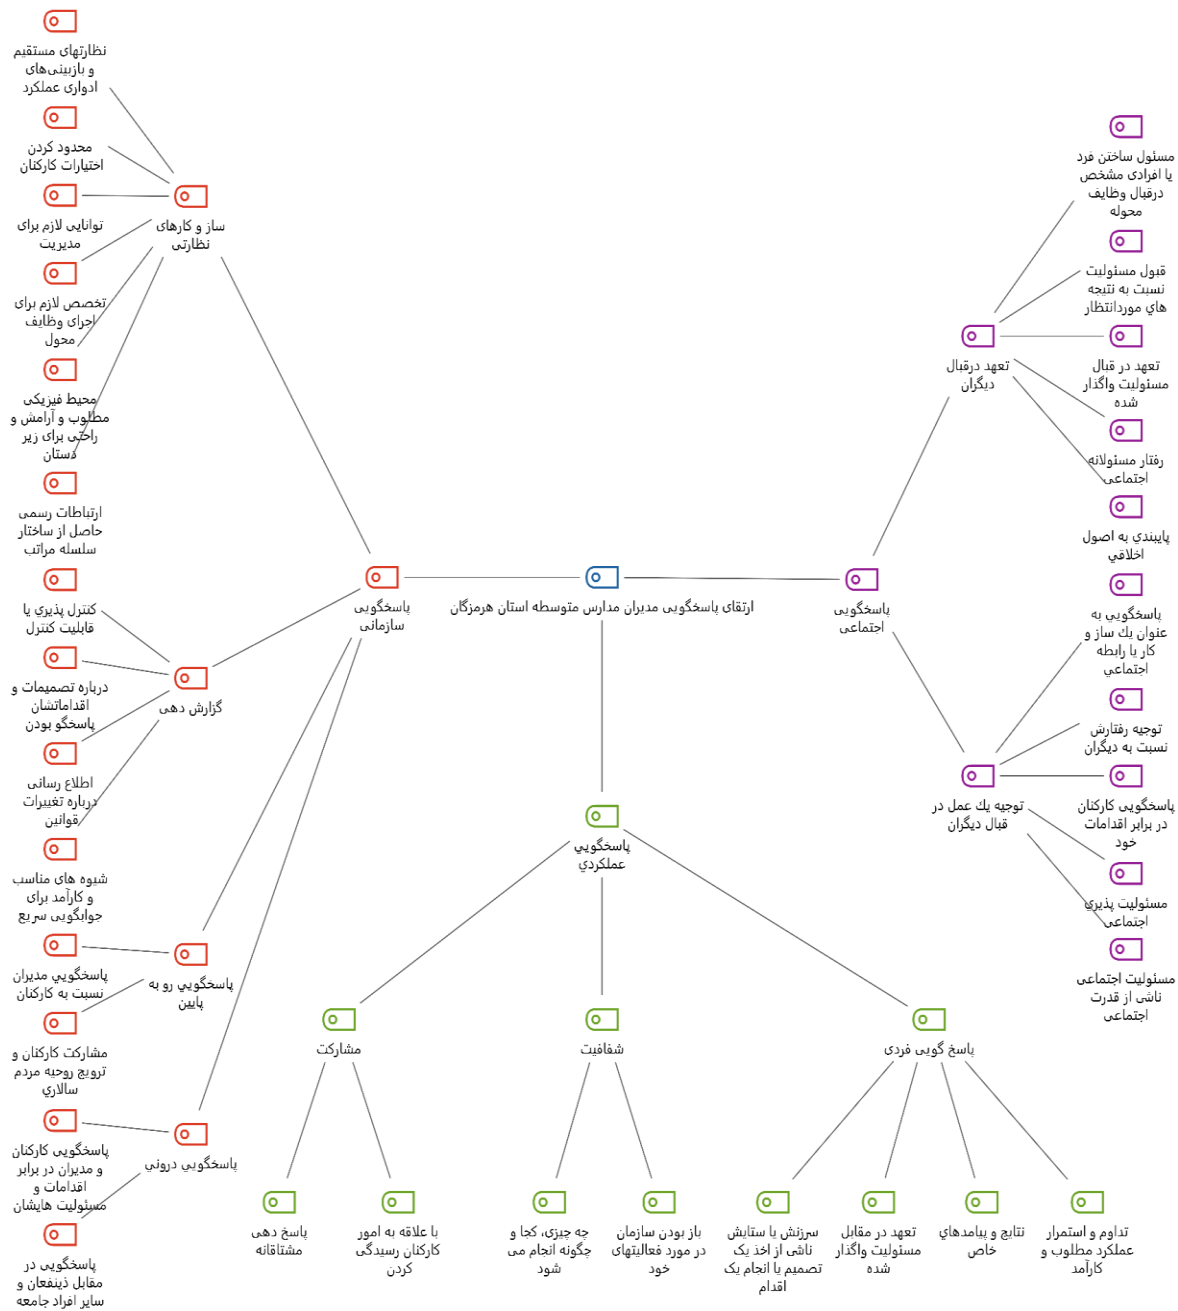 نظارتهای مستقیم
و بازبینی‌های
ادواری عملکرد
محدود کردن
اختیارات کارکنان
توانایی لازم برای
مدیریت
تخصص لازم برای
اجرای وظایف
محول
محیط فیزیکی
مطلوب و آرامش و
راحتی برای زیر
دستان
ارتباطات رسمی
حاصل از ساختار
سلسله مراتب
ساز و کارهای
نظارتی
کنترل پذيري یا
قابلیت کنترل
درباره تصمیمات و
اقداماتشان
پاسخگو بودن
اطلاع رسانی
درباره تغییرات
قوانین
شیوه های مناسب
و کارآمد برای
جوابگویی سریع
گزارش دهی
پاسخگويي مدیران
نسبت به کارکنان
مشارکت کارکنان و
ترویج روحیه مردم
سالاري
پاسخگويي رو به
پایین
پاسخگویی کارکنان
و مدیران در برابر
اقدامات و
مسئولیت هایشان
پاسخگویی در
مقابل ذینفعان و
سایر افراد جامعه
پاسخگويي دروني
پاسخگویی
سازمانی
ارتقای پاسخگویی مدیران مدارس متوسطه استان هرمزگان
پاسخگویی
اجتماعی
مسئول ساختن فرد
یا افرادی مشخص
درقبال وظایف
محوله
قبول مسئولیت
نسبت به نتیجه
هاي موردانتظار
تعهد در قبال
مسئولیت واگذار
شده
رفتار مسئولانه
اجتماعی
پایبندي به اصول
اخلاقي
تعهد درقبال
دیگران
پاسخگويي به
عنوان يك ساز و
کار یا رابطه
اجتماعي
توجیه رفتارش
نسبت به دیگران
پاسخگویی کارکنان
در برابر اقدامات
خود
مسئولیت پذيري
اجتماعی
مسئولیت اجتماعی
ناشی از قدرت
اجتماعی
توجیه يك عمل در
قبال دیگران
پاسخگويي
عملکردي
مشارکت
شفافیت
پاسخ گویی فردی
پاسخ دهی
مشتاقانه
با علاقه به امور
کارکنان رسیدگی
کردن
چه چیزی، کجا و
چگونه انجام می
شود
باز بودن سازمان
در مورد فعالیتهای
خود
سرزنش یا ستایش
ناشی از اخذ یک
تصمیم یا انجام یک
اقدام
تعهد در مقابل
مسئولیت واگذار
شده
نتایج و پیامدهاي
خاص
تداوم و استمرار
عملکرد مطلوب و
کارآمد